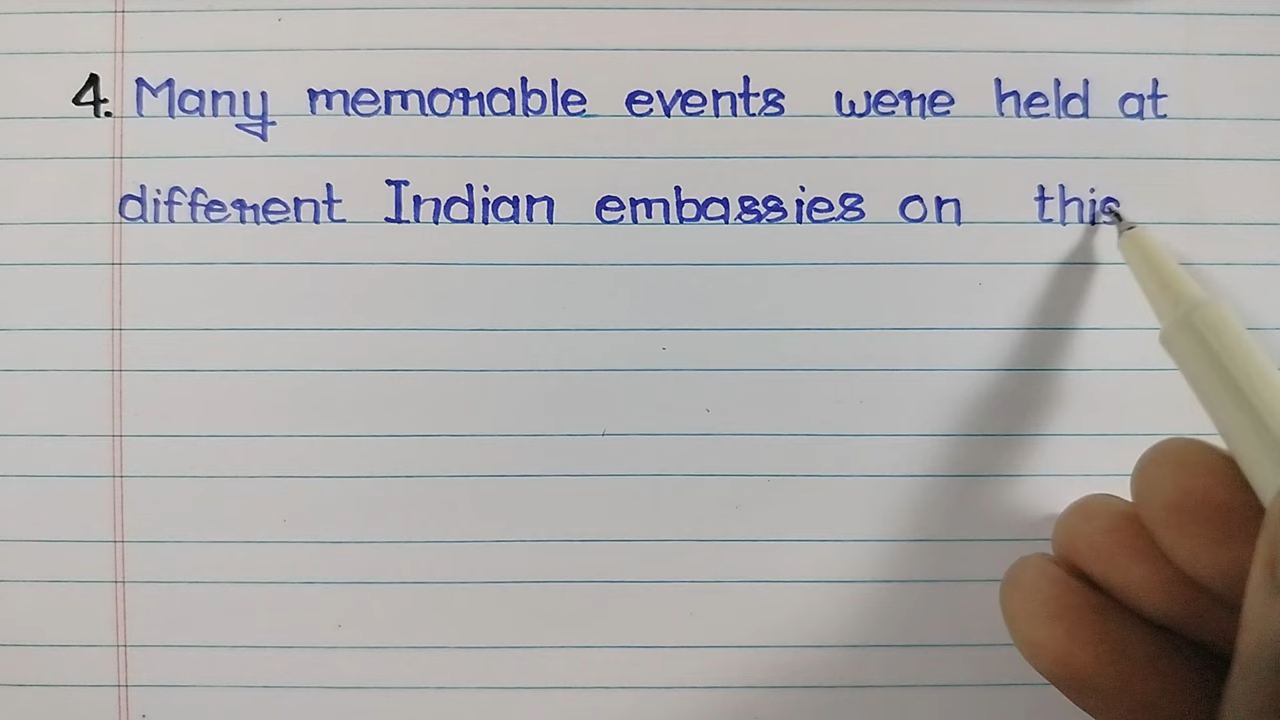 4. Many memorable events were held at
different Indian embassies on this